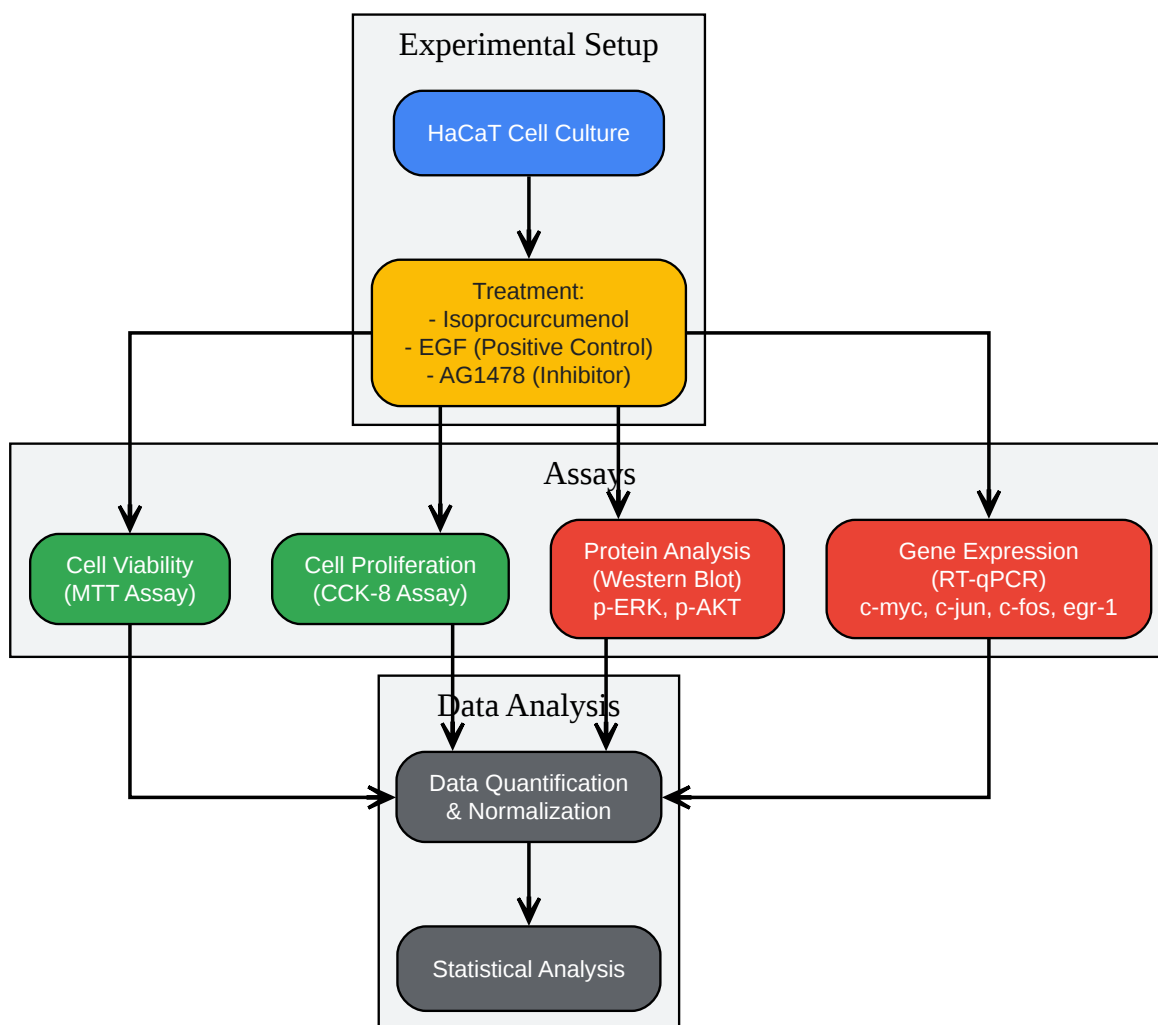 Experimental Setup
HaCaT Cell Culture
Treatment:
- Isoprocurcumenol
- EGF (Positive Control)
- AG1478 (Inhibitor)
Assays
Cell Viability
(MTT Assay)
Cell Proliferation
(CCK-8 Assay)
Protein Analysis
(Western Blot)
p-ERK, p-AKT
Gene Expression
(RT-qPCR)
c-myc, c-jun, c-fos, egr-1
Data Analysis
Data Quantification
& Normalization
Statistical Analysis